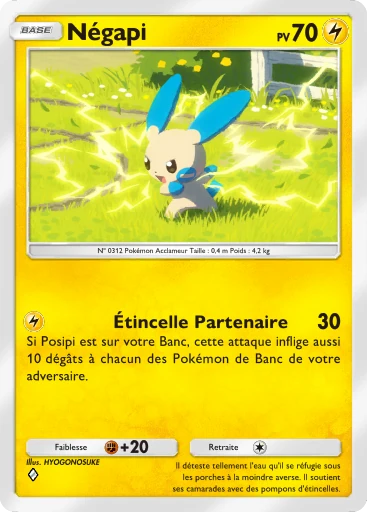 BASE Négapi PV 70
N° 0312 Pokémon Acclameur Taille : 0,4 m Poids : 4,2 kg
Étincelle Partenaire 30
Si Posipi est sur votre Banc, cette attaque inflige aussi
10 dégâts à chacun des Pokémon de Banc de votre
adversaire.
Faiblesse +20 Retraite
Illus. HYOGONOSUKE
Il déteste tellement l'eau qu'il se réfugie sous
les porches à la moindre averse. Il soutient
ses camarades avec des pompons d'étincelles.